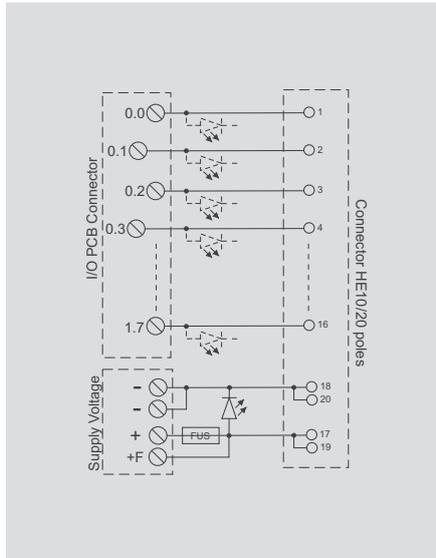 0.0 1
0.1 2
0.2 3
0.3 4
1.7 16
I/O PCB Connector
Connector HE10/20 poles
- 18
- 20
+ FUS 17
+F 19
Supply Voltage